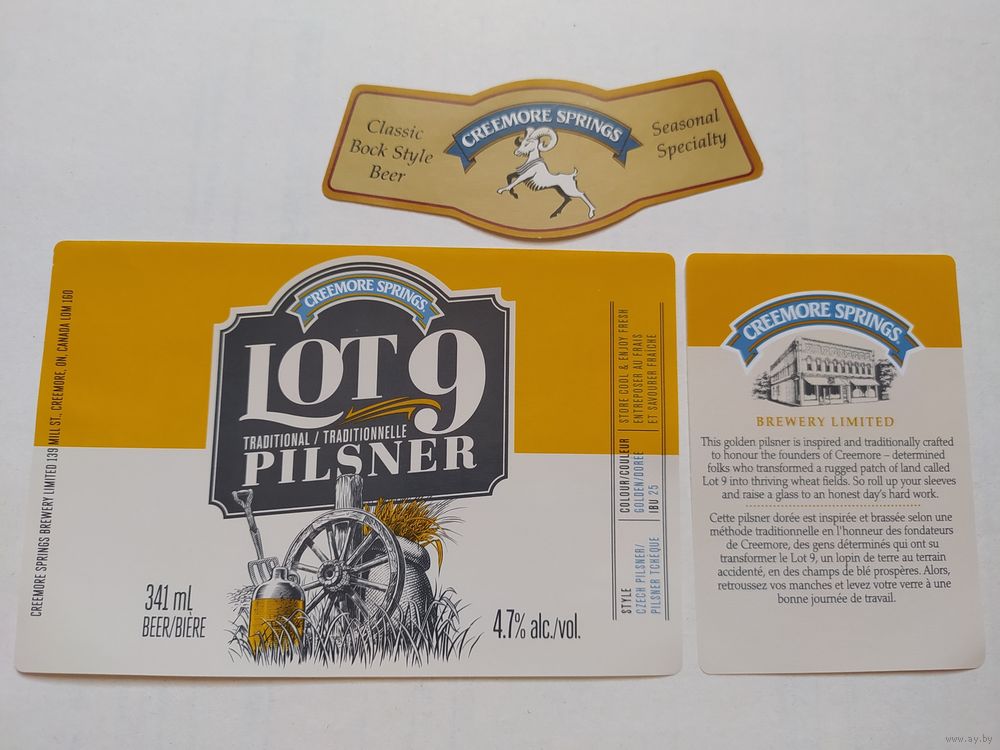 Classic
Bock Style
Beer
CREEMORE SPRINGS
Seasonal
Specialty
CREEMORE SPRINGS BREWERY LIMITED 139 MILL ST., CREEMORE, ON, CANADA L0M 1G0
CREEMORE SPRINGS
LOT 9
TRADITIONAL / TRADITIONNELLE
PILSNER
341 mL
BEER/BIÈRE
4.7% alc./vol.
STYLE
CZECH PILSNER/
PILSNER TCHÈQUE
COLOUR/COULEUR
GOLDEN/DORÉE
IBU 25
STORE COOL & ENJOY FRESH
ENTREPOSER AU FRAIS
ET SAVOURER FRAÎCHE
CREEMORE SPRINGS
BREWERY LIMITED
This golden pilsner is inspired and traditionally crafted
to honour the founders of Creemore – determined
folks who transformed a rugged patch of land called
Lot 9 into thriving wheat fields. So roll up your sleeves
and raise a glass to an honest day's hard work.
Cette pilsner dorée est inspirée et brassée selon une
méthode traditionnelle en l'honneur des fondateurs
de Creemore, des gens déterminés qui ont su
transformer le Lot 9, un lopin de terre au terrain
accidenté, en des champs de blé prospères. Alors,
retroussez vos manches et levez votre verre à une
bonne journée de travail.
www.ay.by